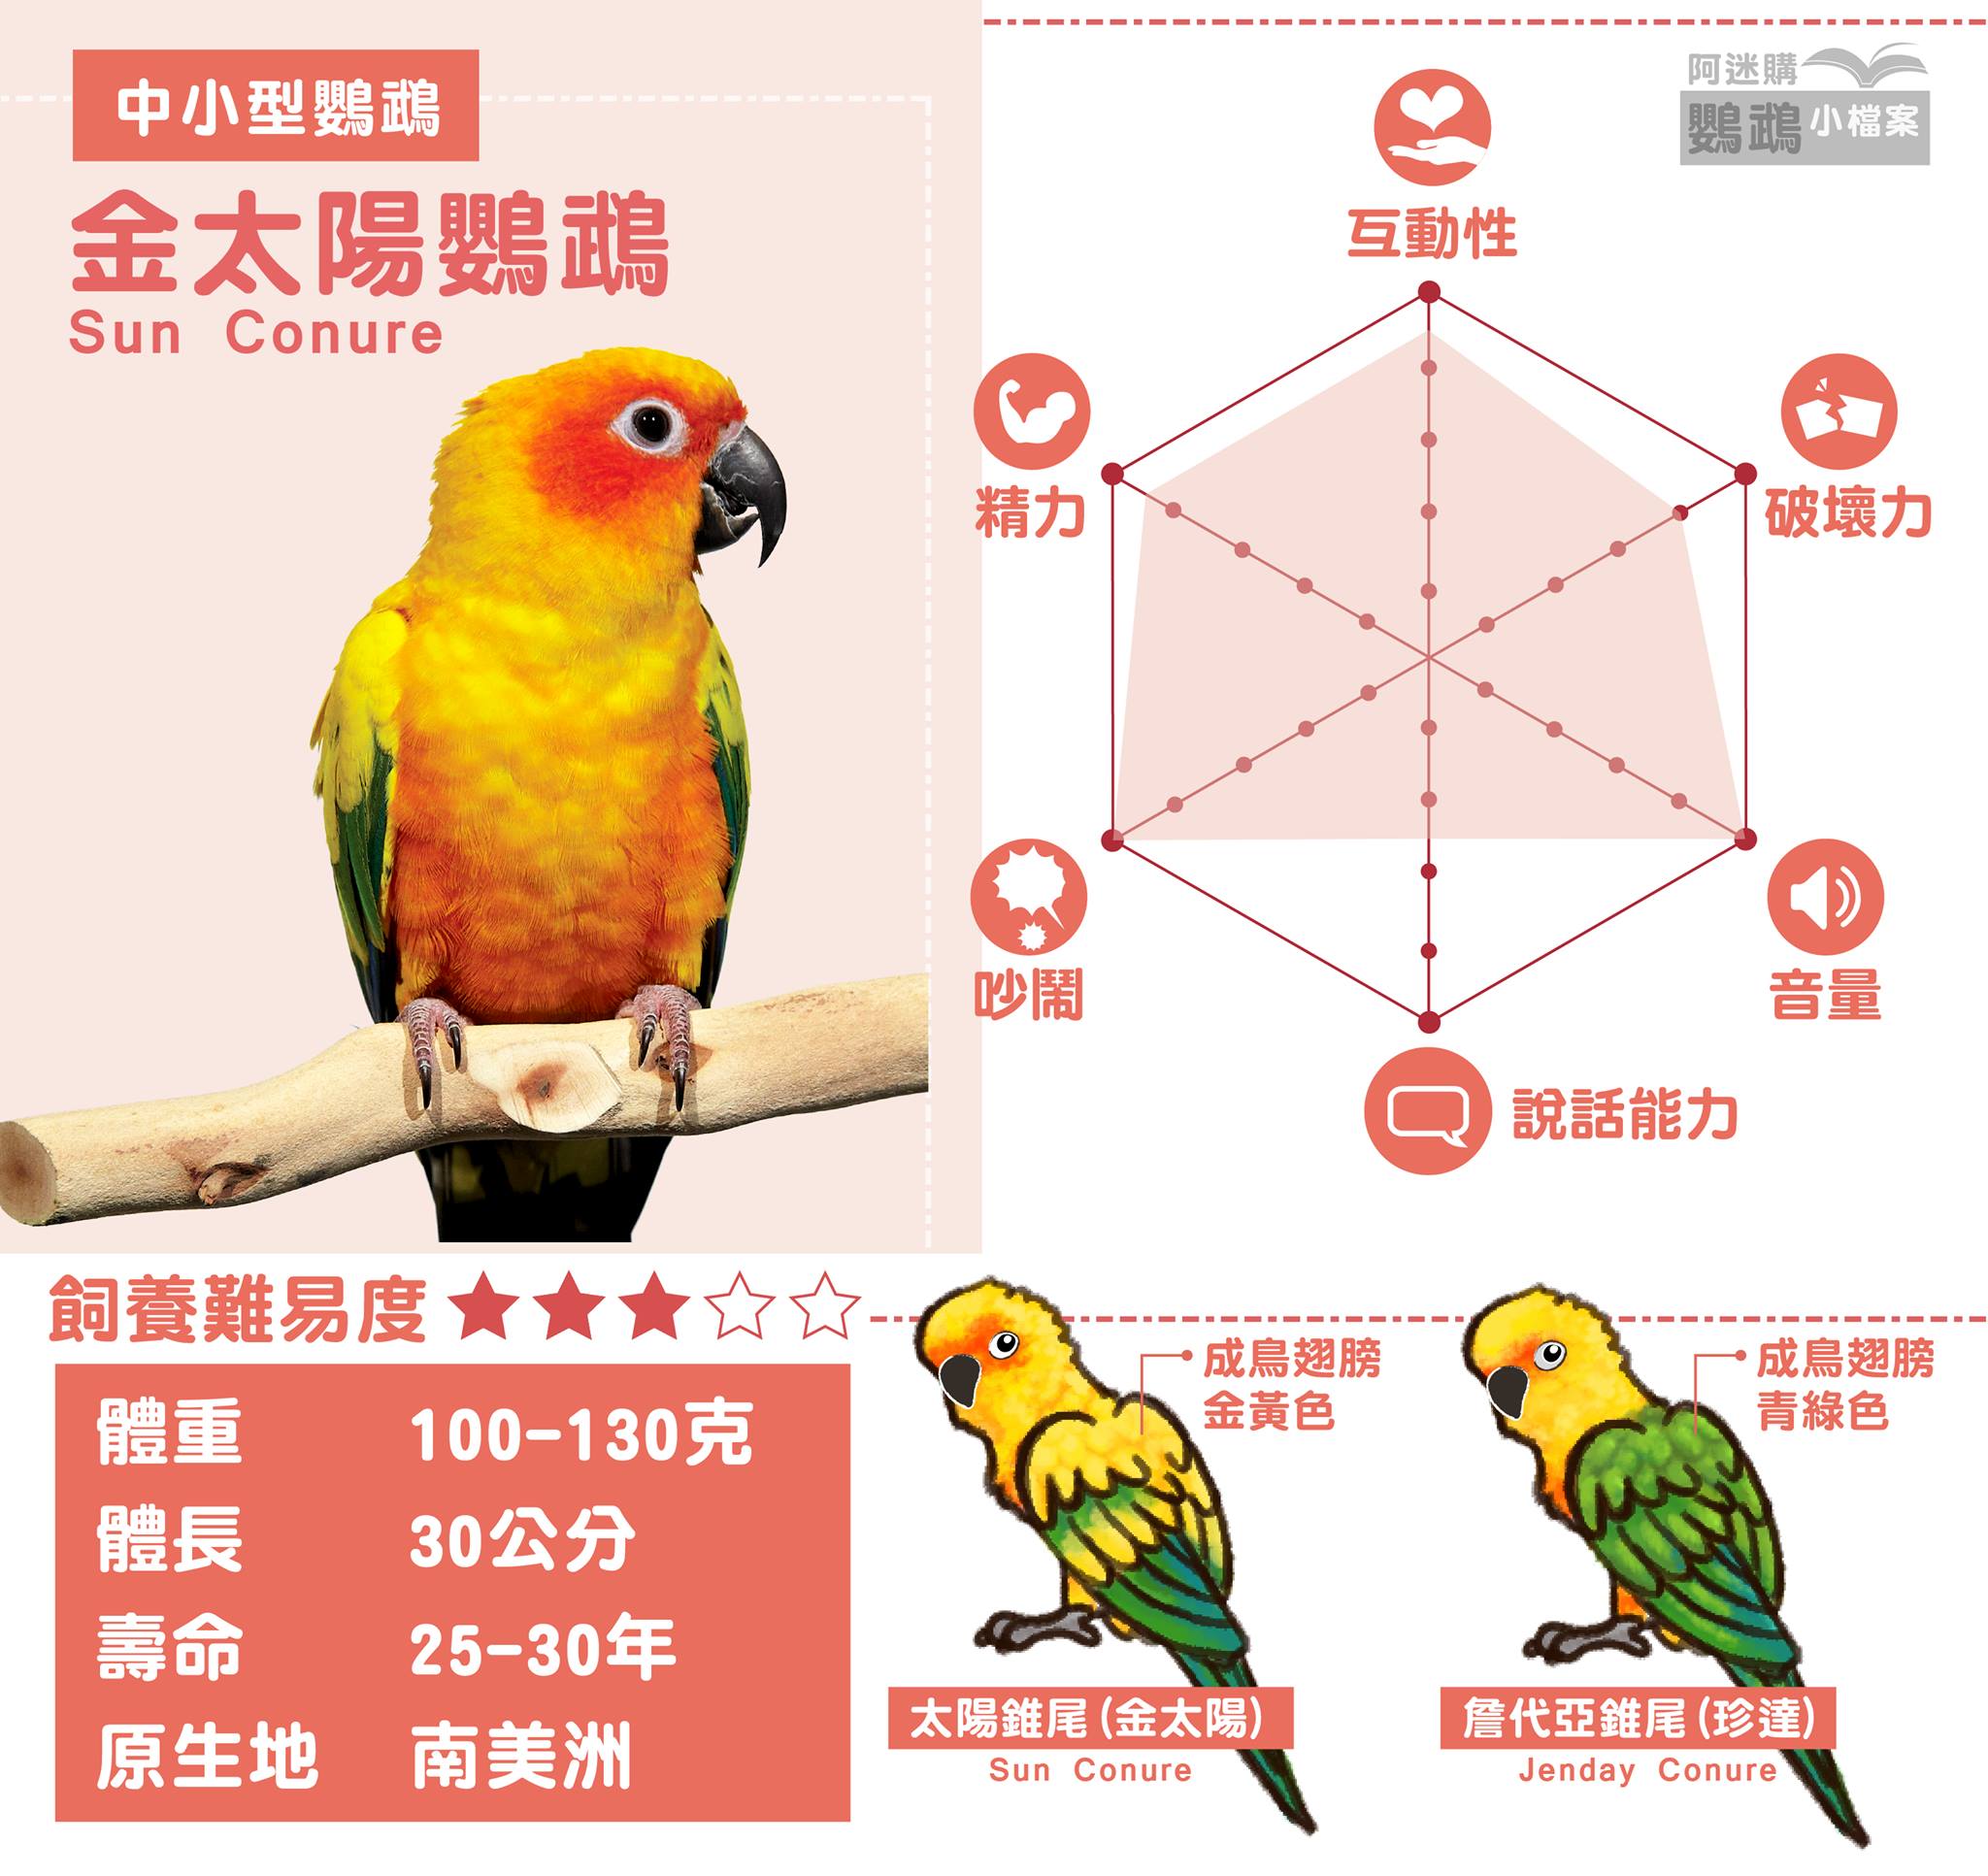 中小型鸚鵡
金太陽鸚鵡
Sun Conure
阿迷購
鸚鵡小檔案
互動性
精力
破壞力
吵鬧
音量
說話能力
飼養難易度
體重 100-130克
體長 30公分
壽命 25-30年
原生地 南美洲
成鳥翅膀
金黃色
太陽錐尾(金太陽)
Sun Conure
成鳥翅膀
青綠色
詹代亞錐尾(珍達)
Jenday Conure